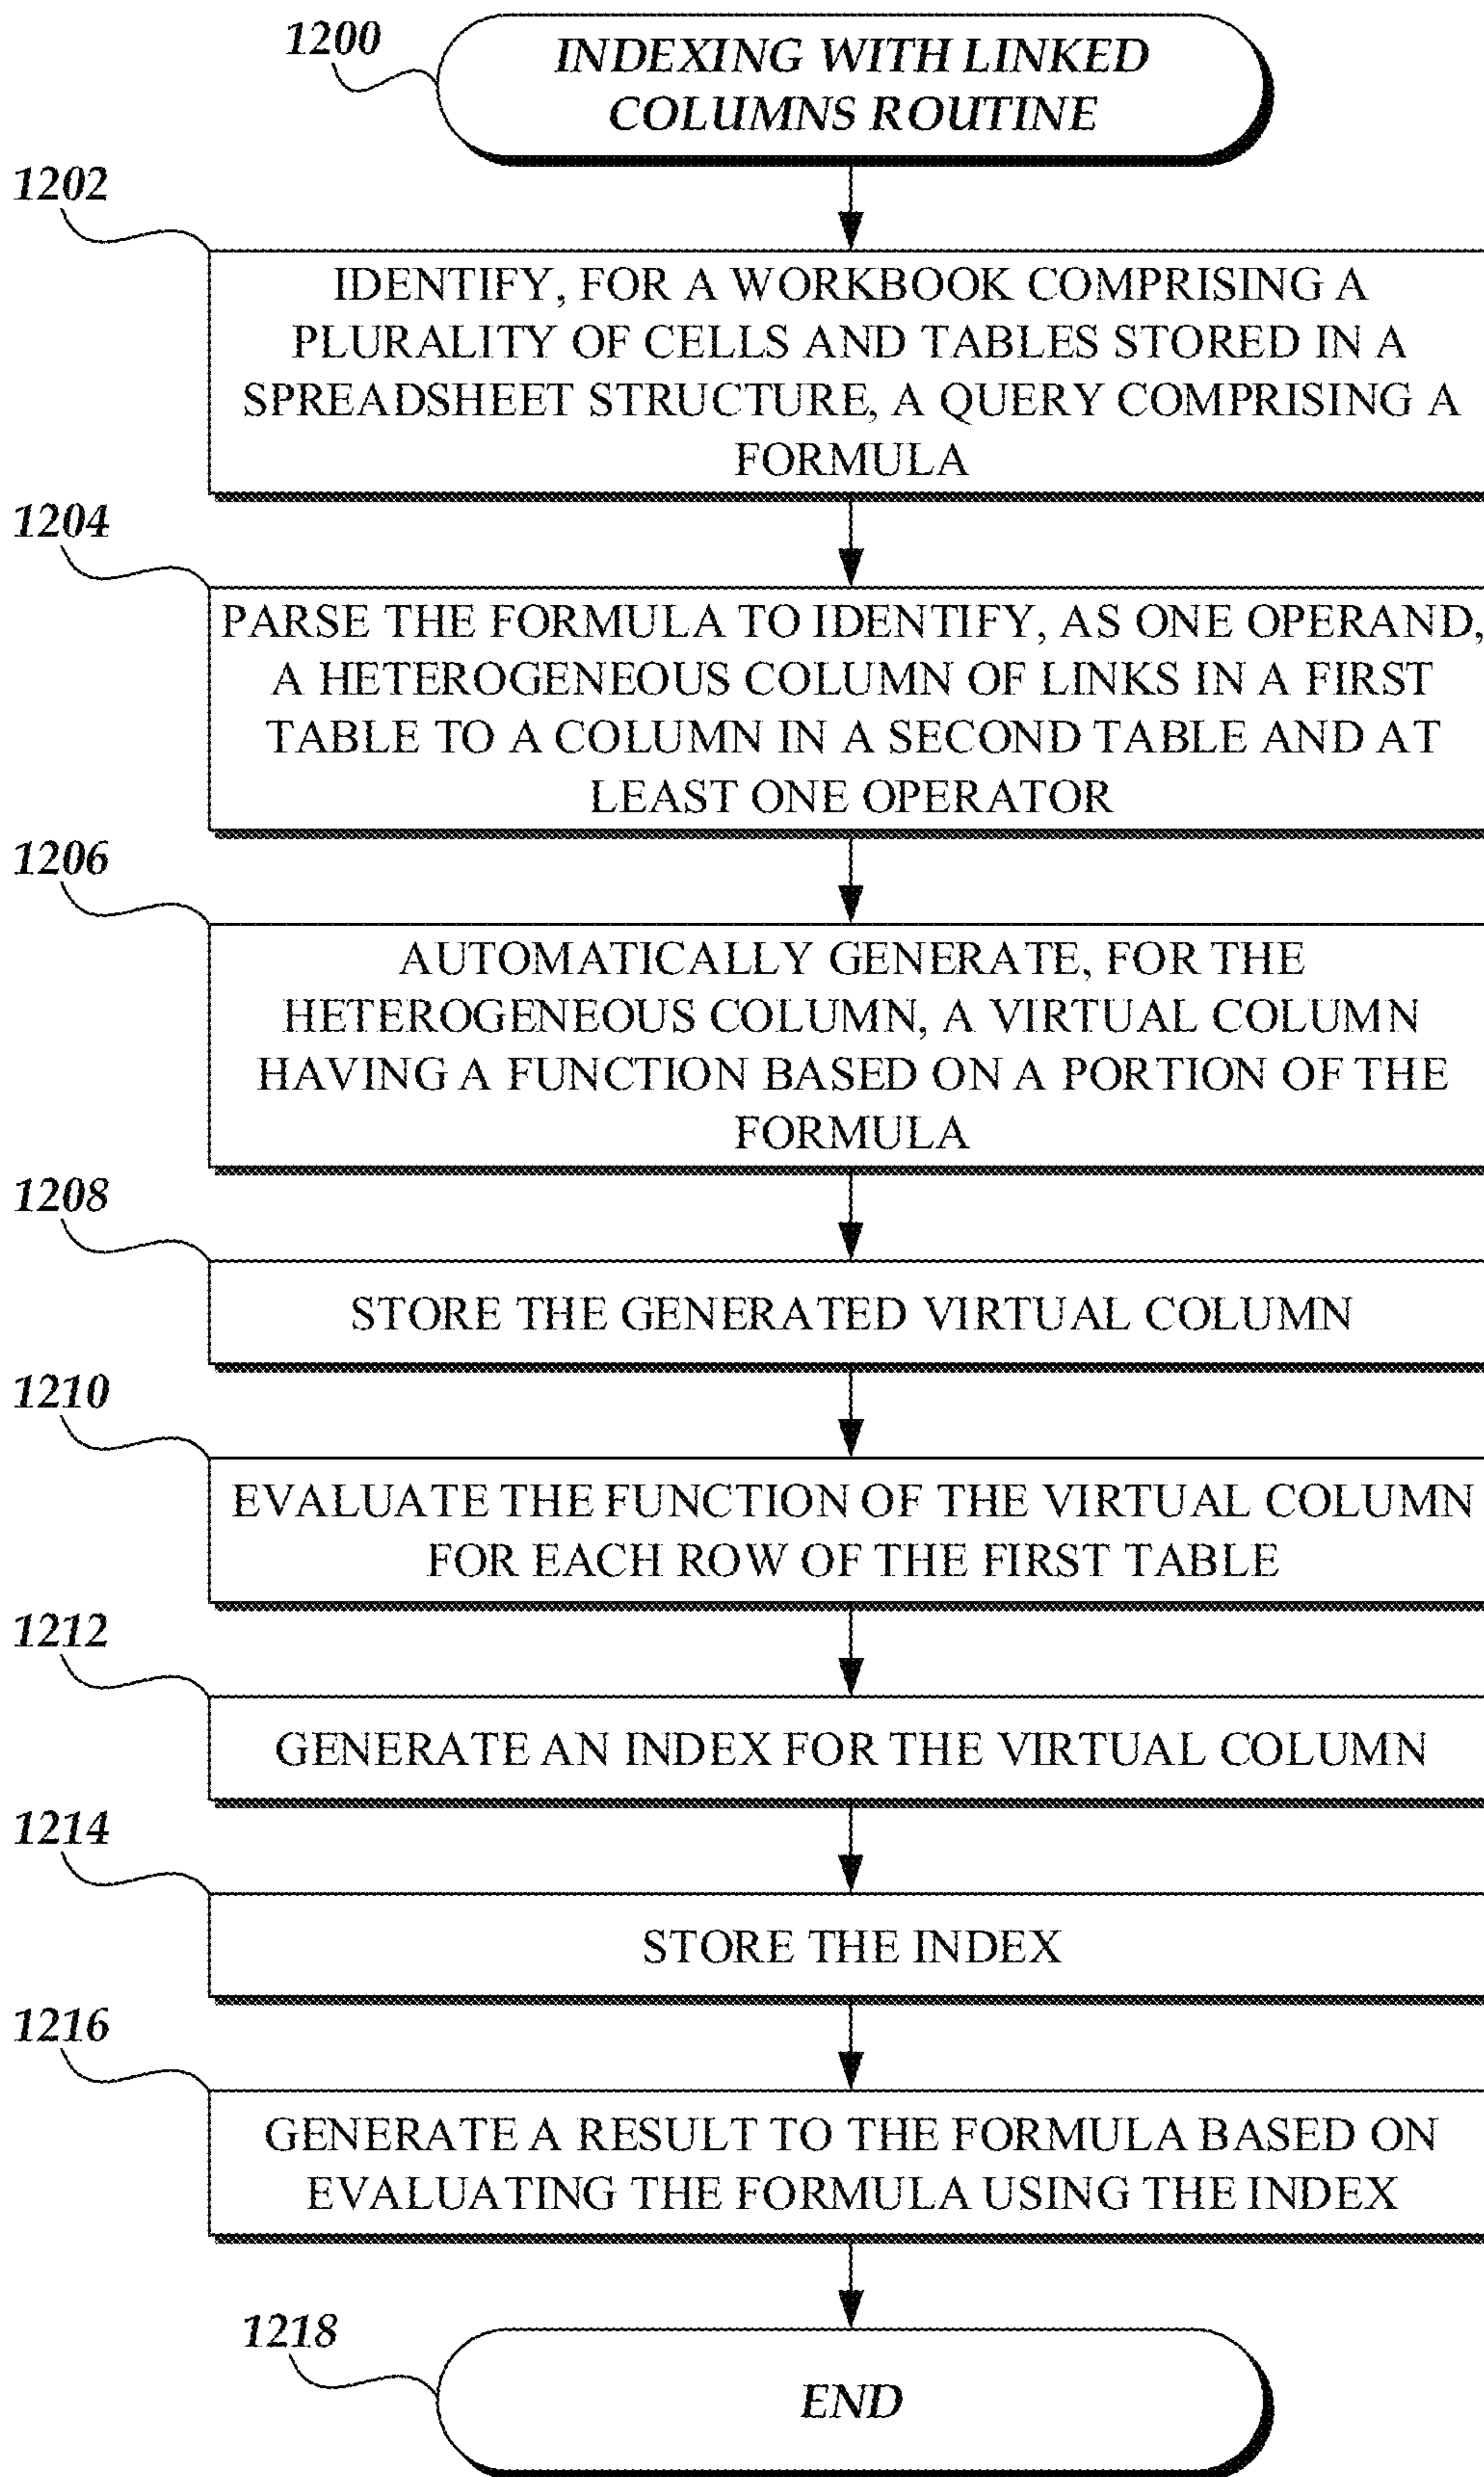 1200
INDEXING WITH LINKED
COLUMNS ROUTINE
1202
IDENTIFY, FOR A WORKBOOK COMPRISING A
PLURALITY OF CELLS AND TABLES STORED IN A
SPREADSHEET STRUCTURE, A QUERY COMPRISING A
FORMULA
1204
PARSE THE FORMULA TO IDENTIFY, AS ONE OPERAND,
A HETEROGENEOUS COLUMN OF LINKS IN A FIRST
TABLE TO A COLUMN IN A SECOND TABLE AND AT
LEAST ONE OPERATOR
1206
AUTOMATICALLY GENERATE, FOR THE
HETEROGENEOUS COLUMN, A VIRTUAL COLUMN
HAVING A FUNCTION BASED ON A PORTION OF THE
FORMULA
1208
STORE THE GENERATED VIRTUAL COLUMN
1210
EVALUATE THE FUNCTION OF THE VIRTUAL COLUMN
FOR EACH ROW OF THE FIRST TABLE
1212
GENERATE AN INDEX FOR THE VIRTUAL COLUMN
1214
STORE THE INDEX
1216
GENERATE A RESULT TO THE FORMULA BASED ON
EVALUATING THE FORMULA USING THE INDEX
1218
END